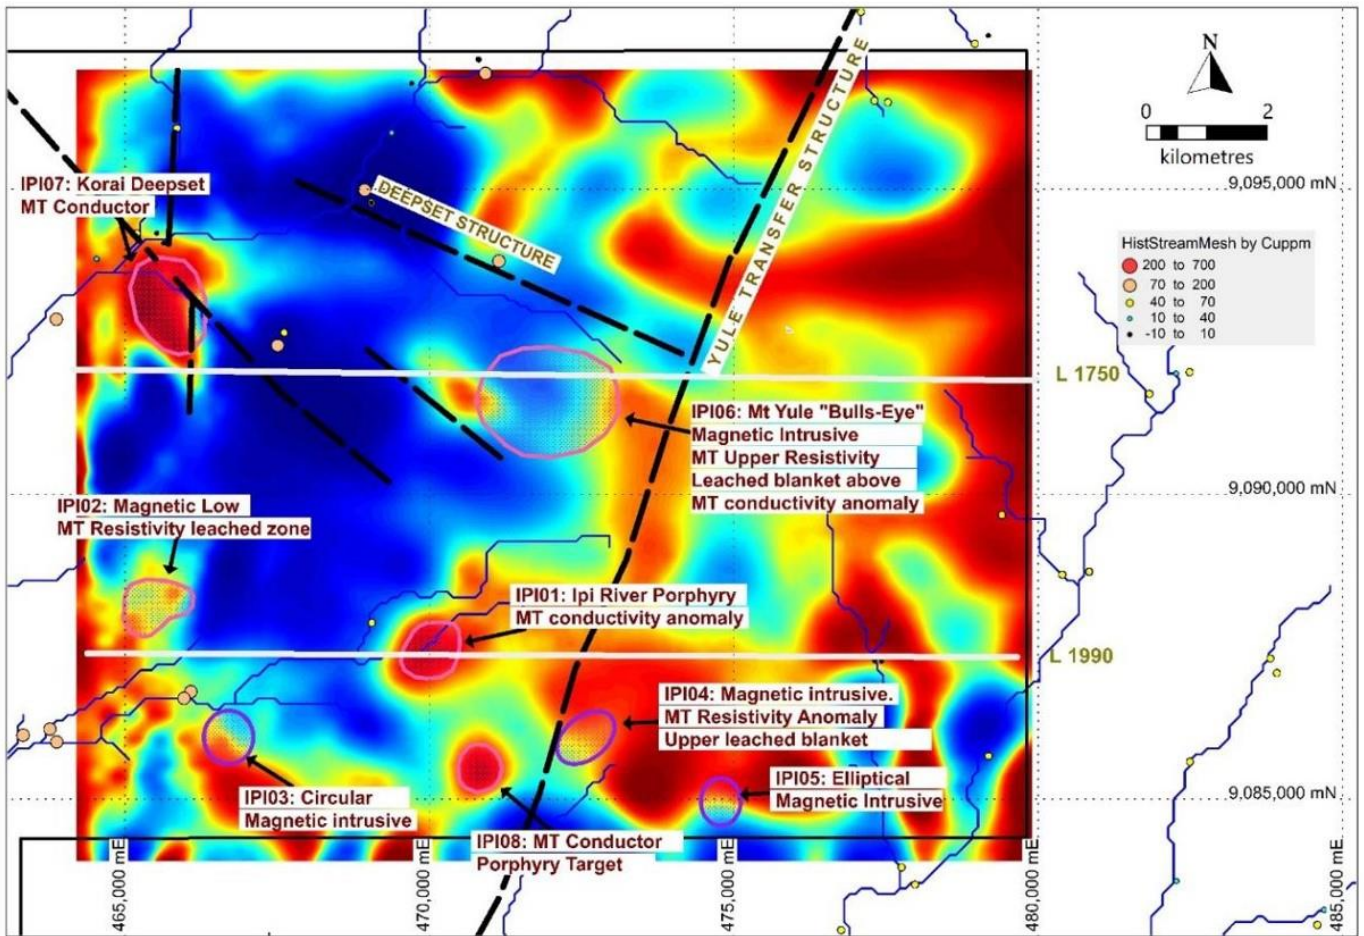 N
0 2
kilometres
YULE TRANSFER STRUCTURE
DEEPSET STRUCTURE
9,095,000 mN
IPI07: Korai Deepset
MT Conductor
HistStreamMesh by Cuppm
200 to 700
70 to 200
40 to 70
10 to 40
-10 to 10
L 1750
IPI06: Mt Yule "Bulls-Eye"
Magnetic Intrusive
MT Upper Resistivity
Leached blanket above
MT conductivity anomaly
9,090,000 mN
IPI02: Magnetic Low
MT Resistivity leached zone
IPI01: Ipi River Porphyry
MT conductivity anomaly
L 1990
IPI04: Magnetic intrusive.
MT Resistivity Anomaly
Upper leached blanket
IPI05: Elliptical
Magnetic Intrusive
9,085,000 mN
IPI03: Circular
Magnetic intrusive
IPI08: MT Conductor
Porphyry Target
465,000 mE
470,000 mE
475,000 mE
480,000 mE
485,000 mE